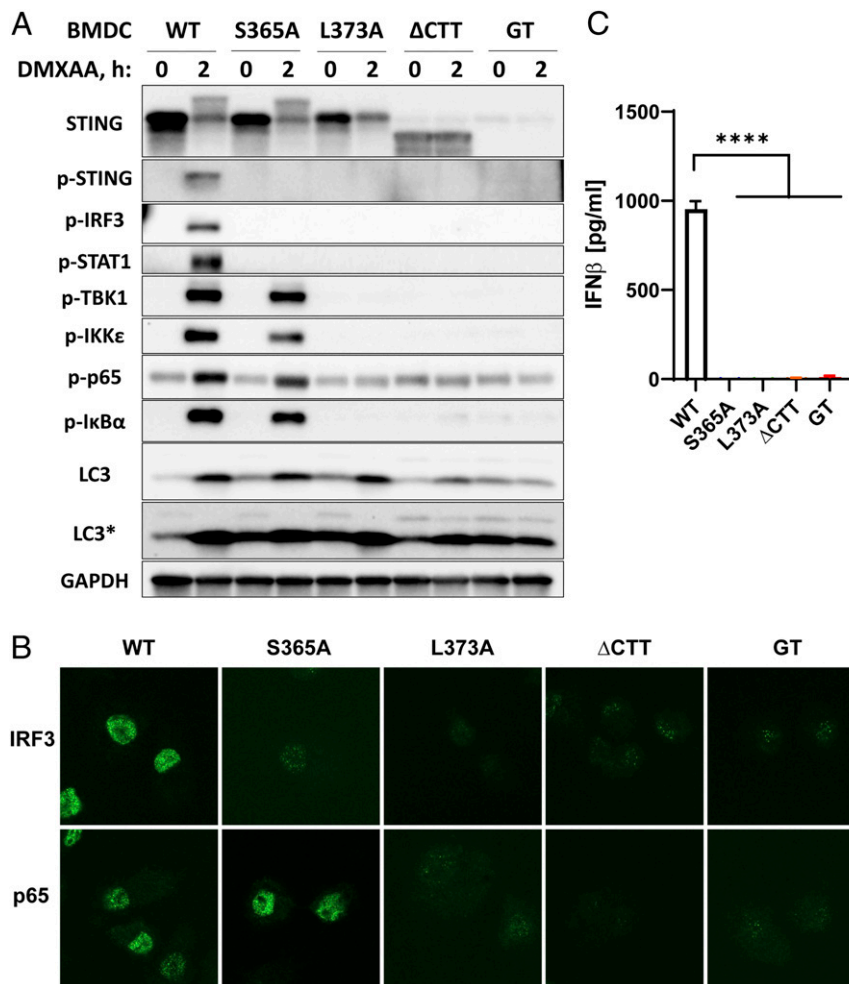 A
BMDC WT S365A L373A ΔCTT GT
DMXAA, h: 0 2 0 2 0 2 0 2 0 2
STING
p-STING
p-IRF3
p-STAT1
p-TBK1
p-IKKε
p-p65
p-IκBα
LC3
LC3*
GAPDH
C
IFNβ [pg/ml]
1500
1000
500
0
****
WT
S365A
L373A
ΔCTT
GT
B
WT S365A L373A ΔCTT GT
IRF3
p65